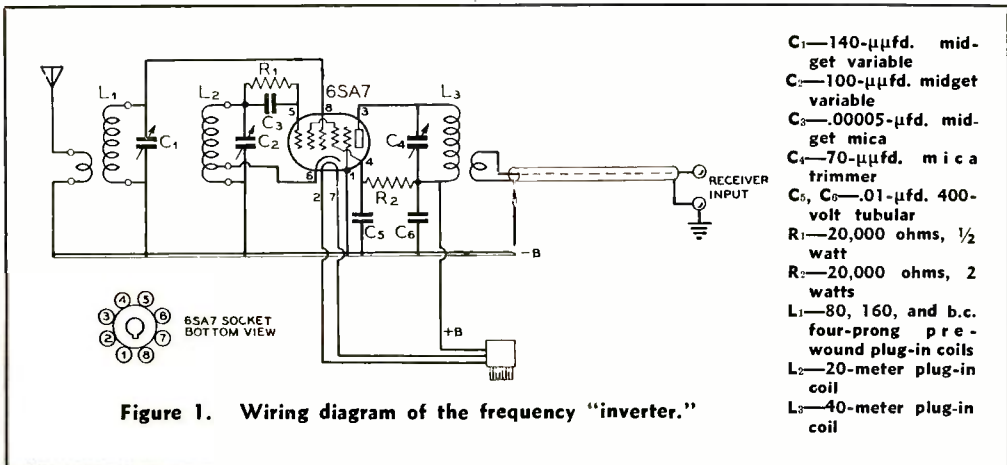 L₁
C₁
L₂
R₁
C₃
C₂
6SA7
5
8
3
6
2
7
1
4
R₂
C₅
C₄
C₆
L₃
RECEIVER
INPUT
-B
+B
4 5
3 6
2 7
1 8
6SA7 SOCKET
BOTTOM VIEW
Figure 1. Wiring diagram of the frequency "inverter."
C₁—140-μμfd. mid-
get variable
C₂—100-μμfd. midget
variable
C₃—.00005-μfd. mid-
get mica
C₄—70-μμfd. mica
trimmer
C₅, C₆—.01-μfd. 400-
volt tubular
R₁—20,000 ohms, ½
watt
R₂—20,000 ohms, 2
watts
L₁—80, 160, and b.c.
four-prong pre-
wound plug-in coils
L₂—20-meter plug-in
coil
L₃—40-meter plug-in
coil